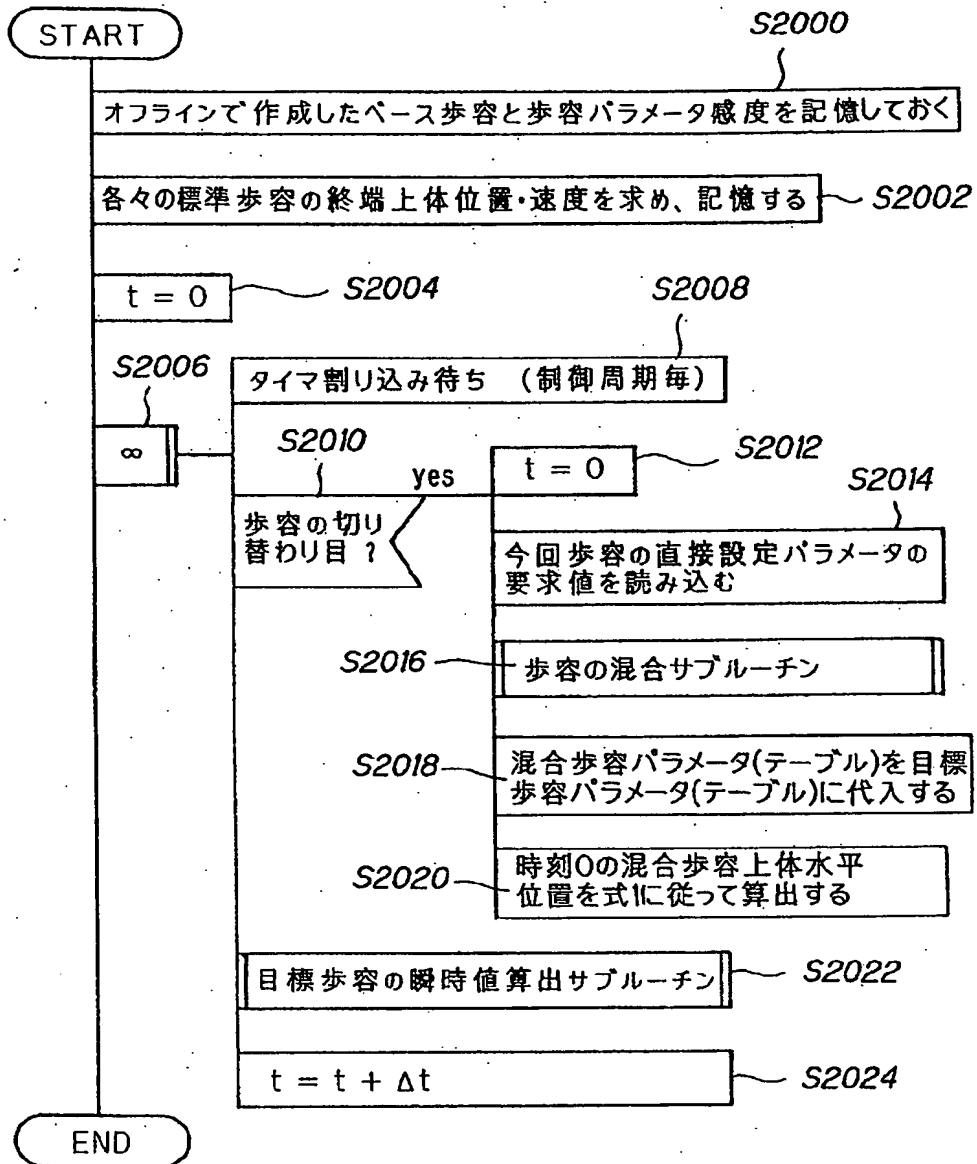 START
S2000
オフラインで作成したベース歩容と歩容パラメータ感度を記憶しておく
各々の標準歩容の終端上体位置・速度を求め、記憶する
S2002
t = 0
S2004
S2008
S2006
タイマ割り込み待ち (制御周期毎)
∞
S2010
yes
t = 0
S2012
S2014
歩容の切り
替わり目 ?
今回歩容の直接設定パラメータの
要求値を読み込む
S2016
歩容の混合サブルーチン
S2018
混合歩容パラメータ(テーブル)を目標
歩容パラメータ(テーブル)に代入する
S2020
時刻0の混合歩容上体水平
位置を式1に従って算出する
目標歩容の瞬時値算出サブルーチン
S2022
t = t + Δt
S2024
END